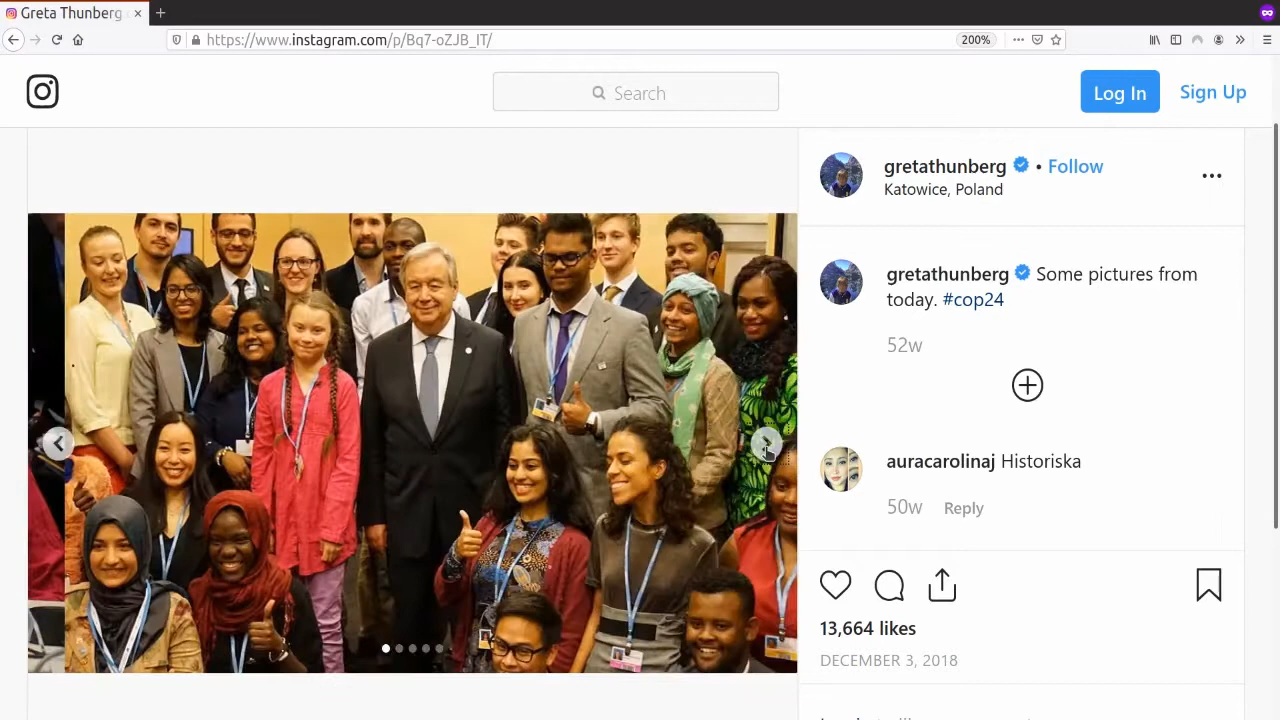 Greta Thunberg
https://www.instagram.com/p/Bq7-oZJB_IT/
200%
Search
Log In
Sign Up
gretathunberg • Follow
Katowice, Poland
gretathunberg Some pictures from
today. #cop24
52w
auracarolinaj Historiska
50w Reply
13,664 likes
DECEMBER 3, 2018